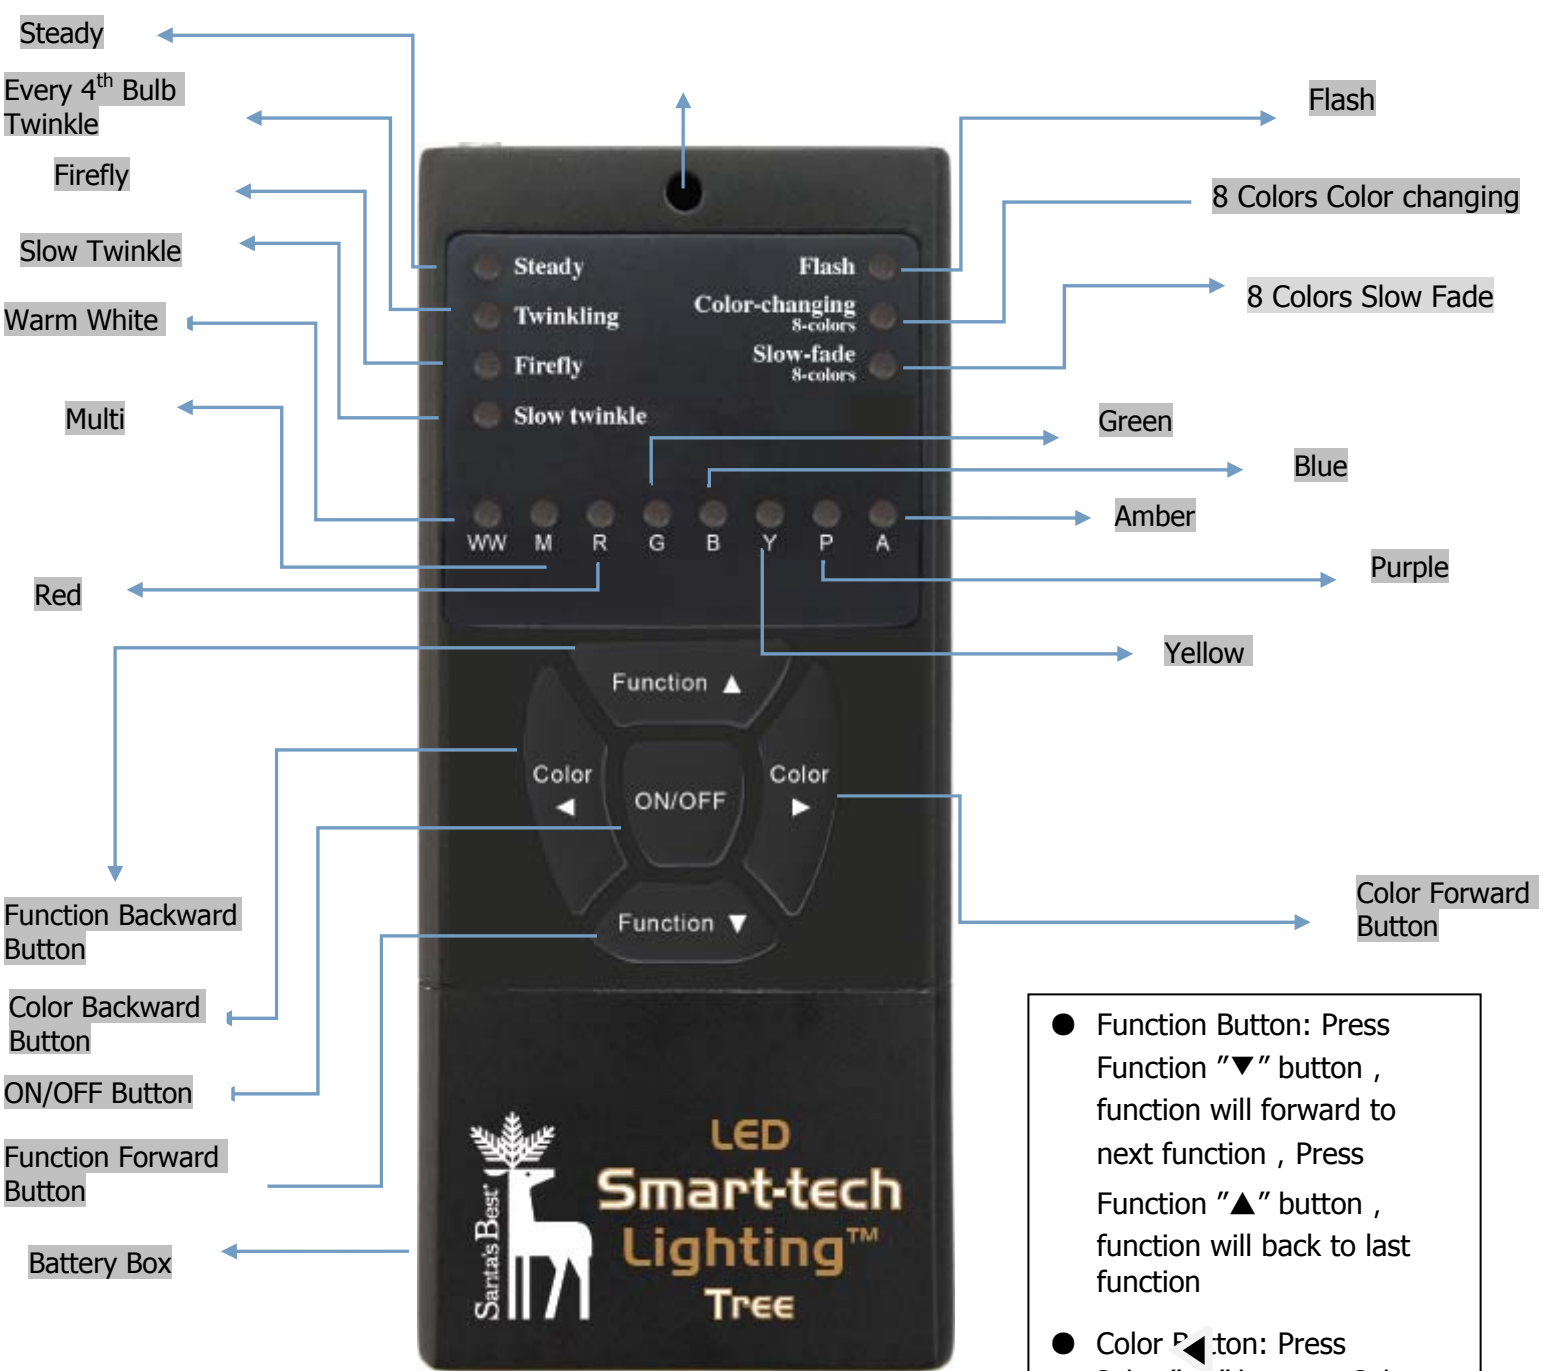 Steady
Every 4th Bulb
Twinkle
Firefly
Slow Twinkle
Warm White
Multi
Red
Function Backward
Button
Color Backward
Button
ON/OFF Button
Function Forward
Button
Battery Box
Steady
Twinkling
Firefly
Slow twinkle
Flash
Color-changing
8-colors
Slow-fade
8-colors
WW M R G B Y P A
Function ▲
Color
◀
ON/OFF
Color
▶
Function ▼
Santa's Best
LED
Smart-tech
Lighting™
Tree
Flash
8 Colors Color changing
8 Colors Slow Fade
Green
Blue
Amber
Purple
Yellow
Color Forward
Button
● Function Button: Press
Function "▼" button ,
function will forward to
next function , Press
Function "▲" button ,
function will back to last
function
● Color Button: Press